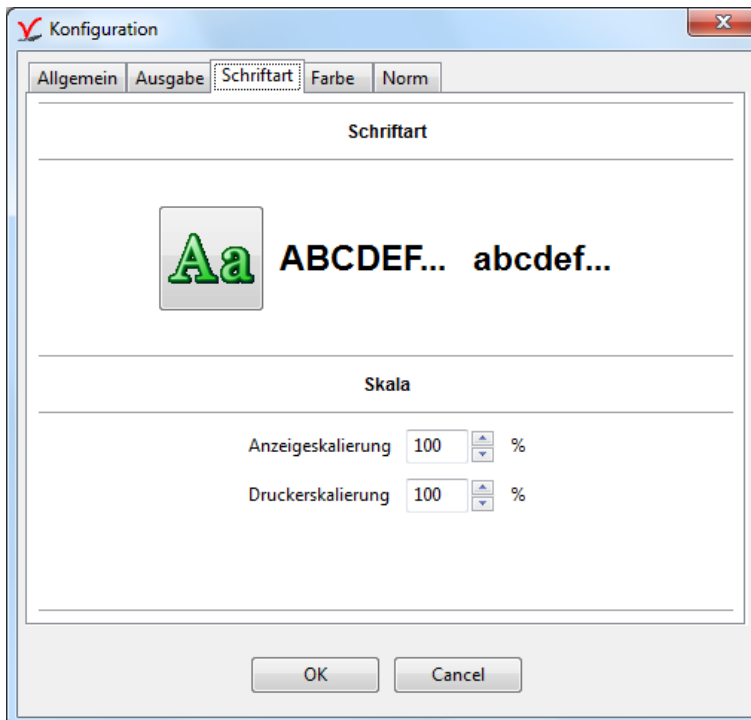 Konfiguration
Allgemein Ausgabe Schriftart Farbe Norm
Schriftart
Aa ABCDEF... abcdef...
Skala
Anzeigeskalierung 100 %
Druckerskalierung 100 %
OK Cancel